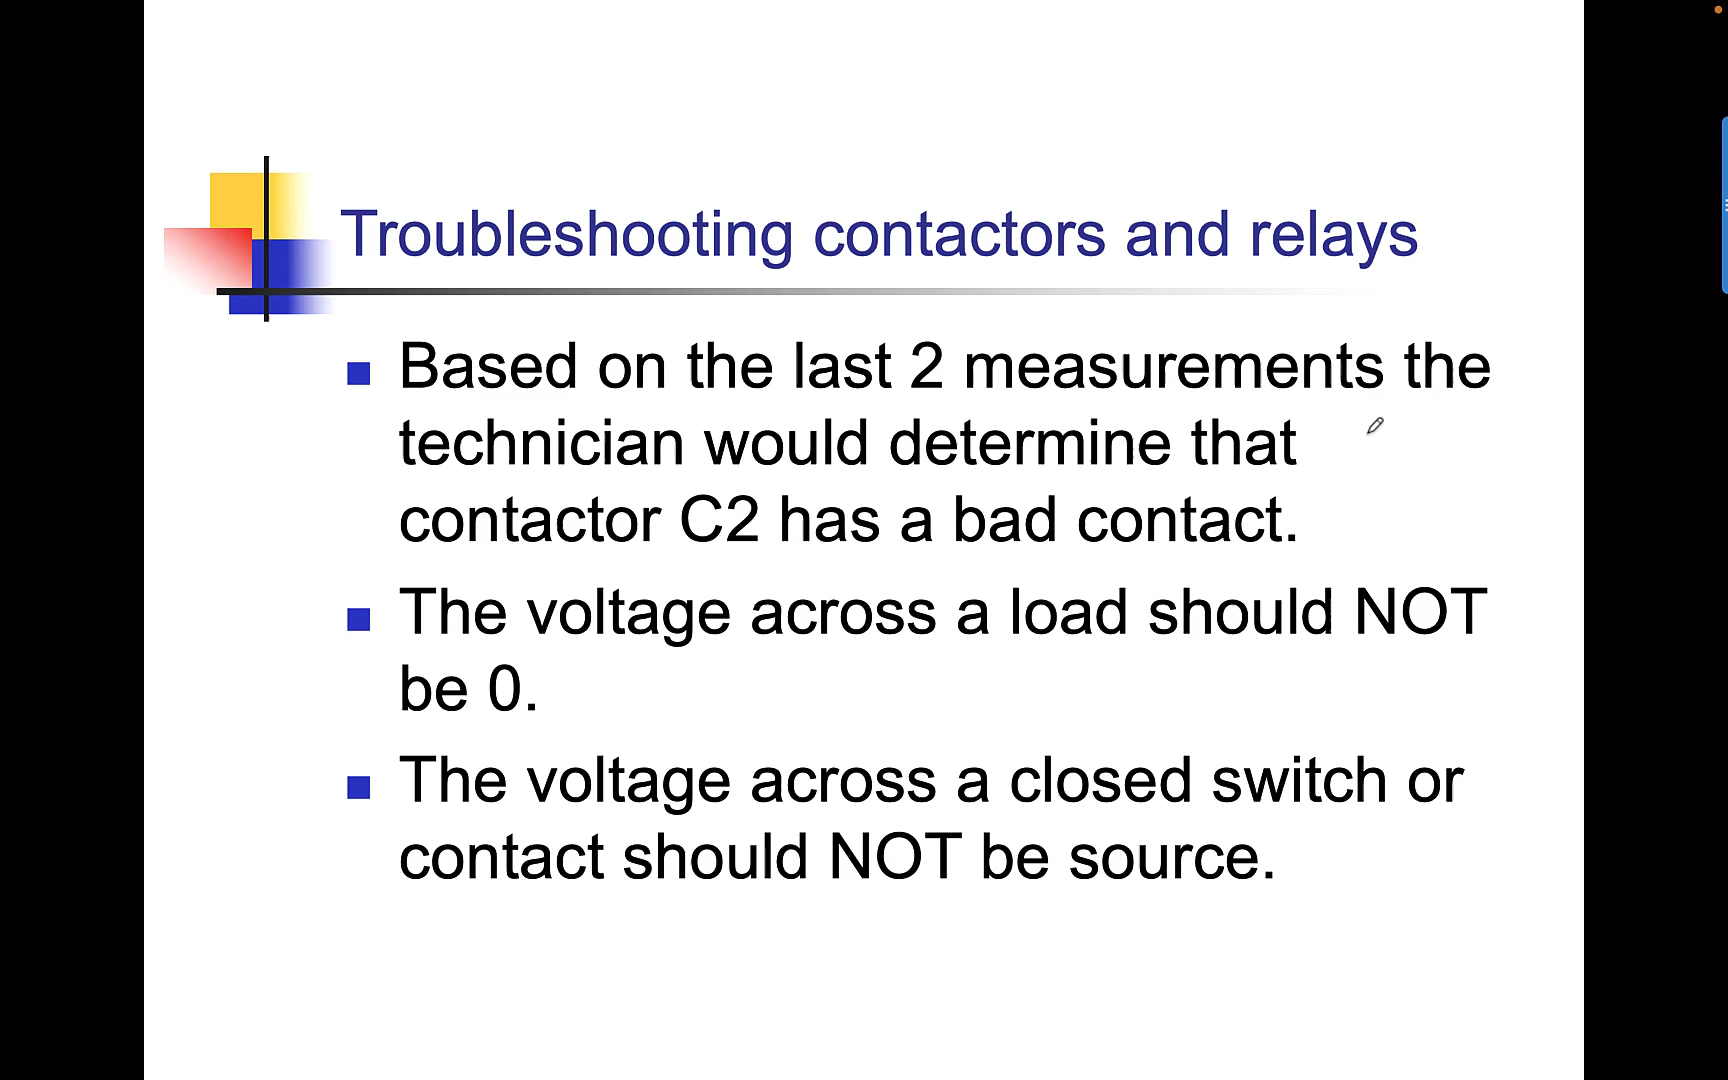 Troubleshooting contactors and relays
Based on the last 2 measurements the
technician would determine that
contactor C2 has a bad contact.
The voltage across a load should NOT
be 0.
The voltage across a closed switch or
contact should NOT be source.